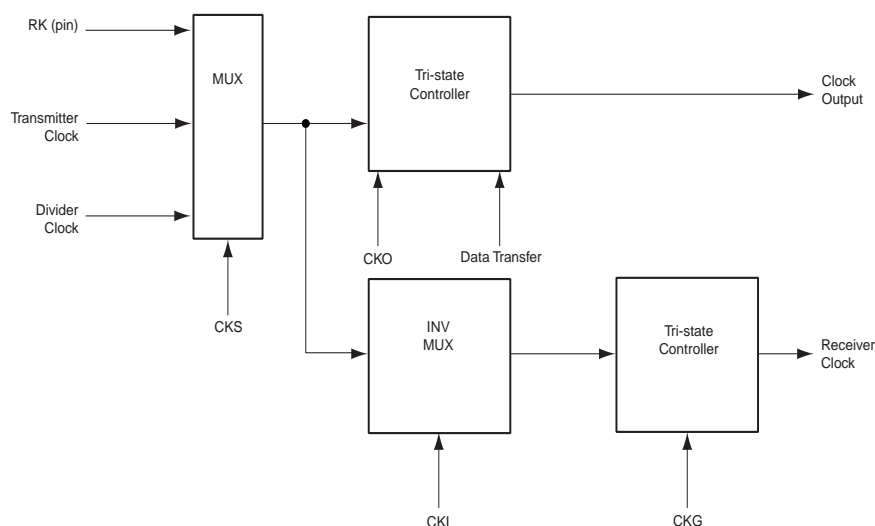 RK (pin)
MUX
Tri-state
Controller
Clock
Output
Transmitter
Clock
Divider
Clock
CKO
Data Transfer
CKS
INV
MUX
Tri-state
Controller
Receiver
Clock
CKI
CKG